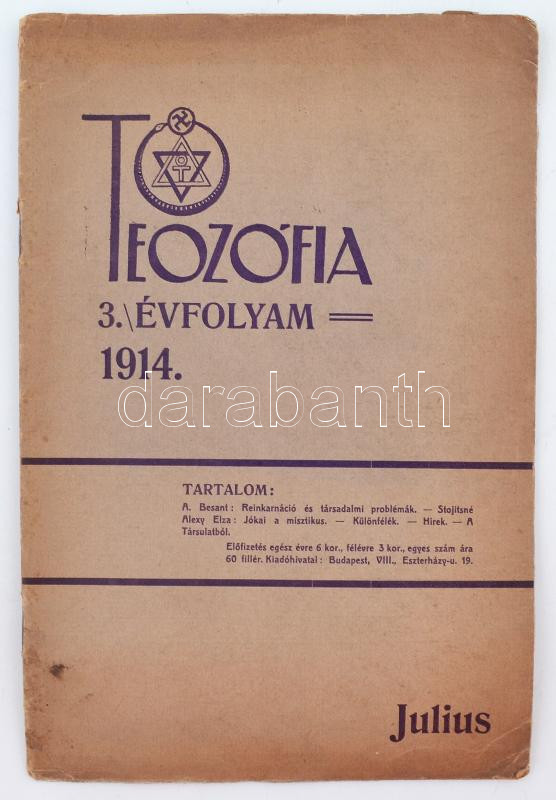 TEOZÓFIA
3.\ ÉVFOLYAM =
1914.
darabanth
TARTALOM:
A. Besant: Reinkarnáció és társadalmi problémák. — Stojitsné
Alexy Elza: Jókai a misztikus. — Különfélék. — Hirek. — A
Társulatból.
Előfizetés egész évre 6 kor., félévre 3 kor., egyes szám ára
60 fillér. Kiadóhivatal: Budapest, VIII., Eszterházy-u. 19.
Julius